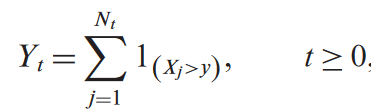 Y_t = \sum_{j=1}^{N_t} 1_{(X_j > y)}, \qquad t \geq 0,